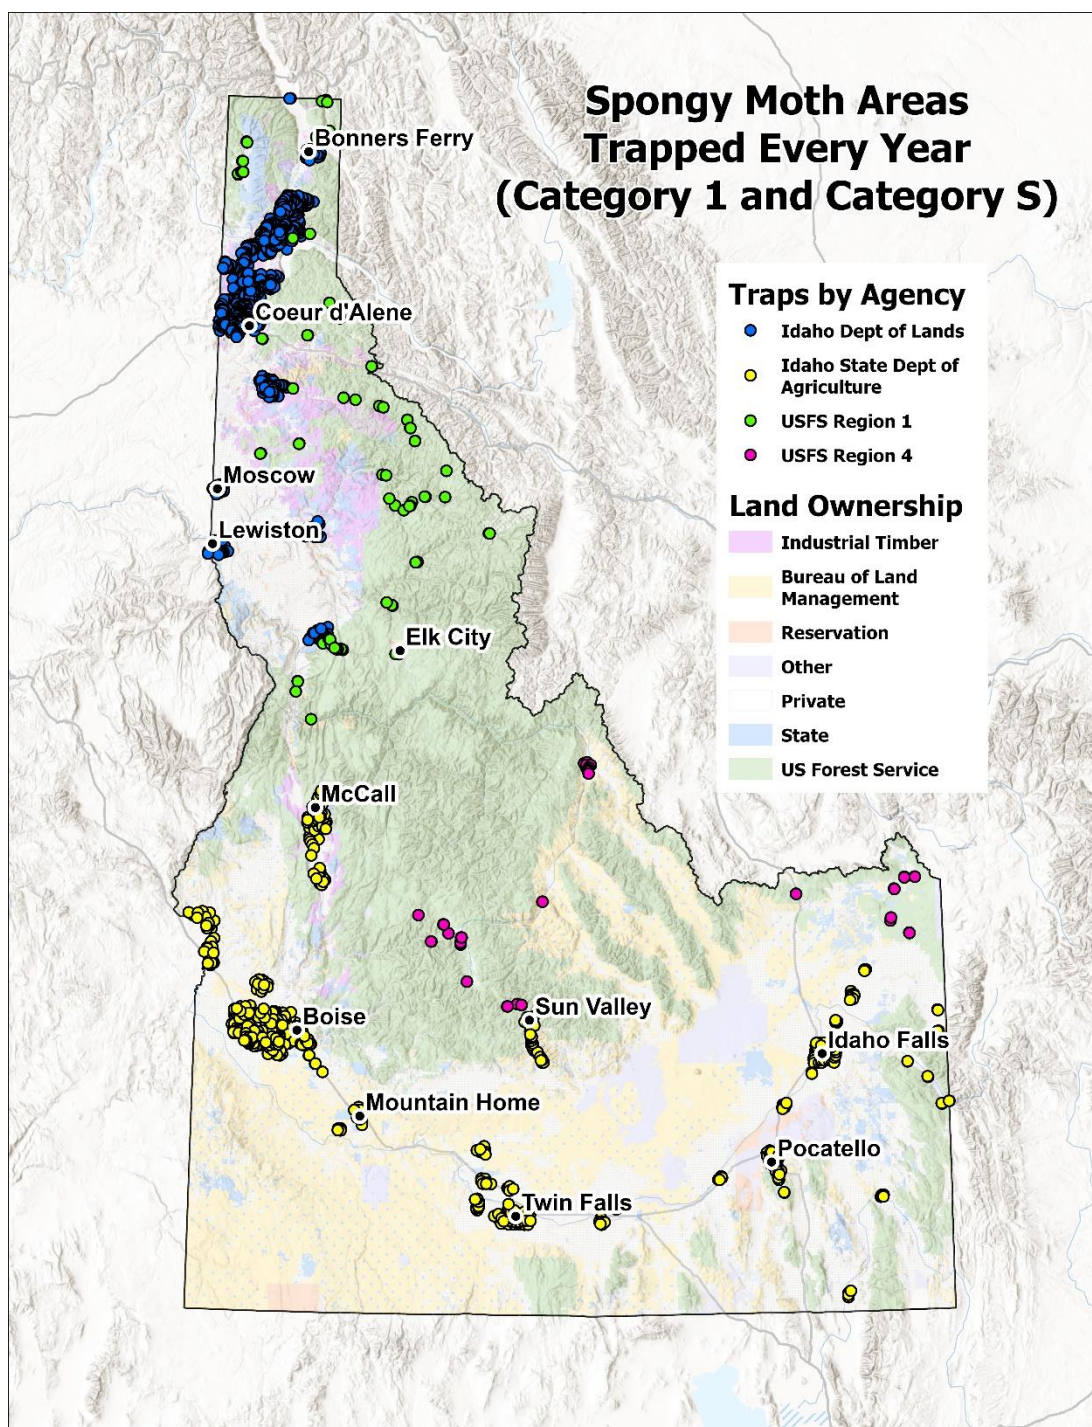 Spongy Moth Areas
Trapped Every Year
(Category 1 and Category S)
Bonners Ferry
Coeur d'Alene
Moscow
Lewiston
Elk City
McCall
Boise
Sun Valley
Idaho Falls
Mountain Home
Pocatello
Twin Falls
Traps by Agency
Idaho Dept of Lands
Idaho State Dept of
Agriculture
USFS Region 1
USFS Region 4
Land Ownership
Industrial Timber
Bureau of Land
Management
Reservation
Other
Private
State
US Forest Service